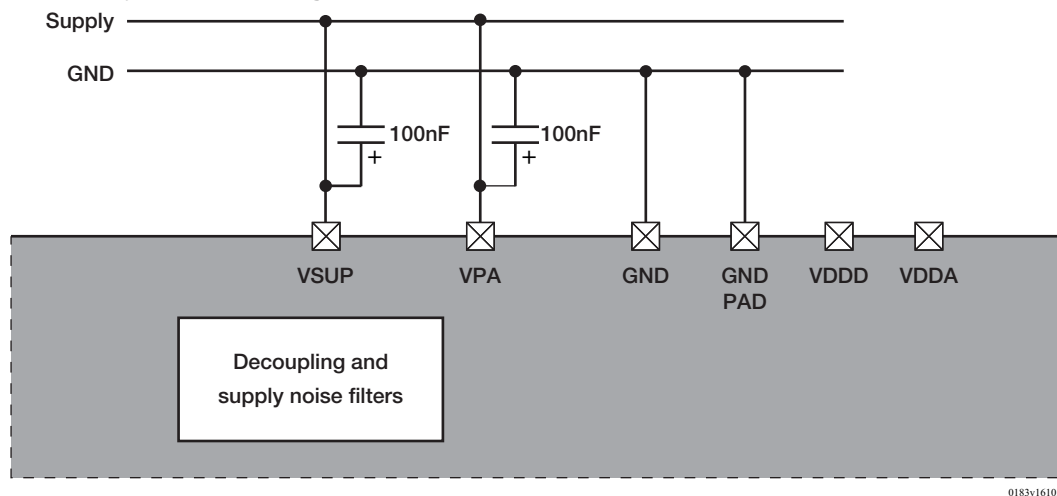 Supply
GND
100nF
+
100nF
+
VSUP
VPA
GND
GND
PAD
VDDD
VDDA
Decoupling and
supply noise filters
0183v1610